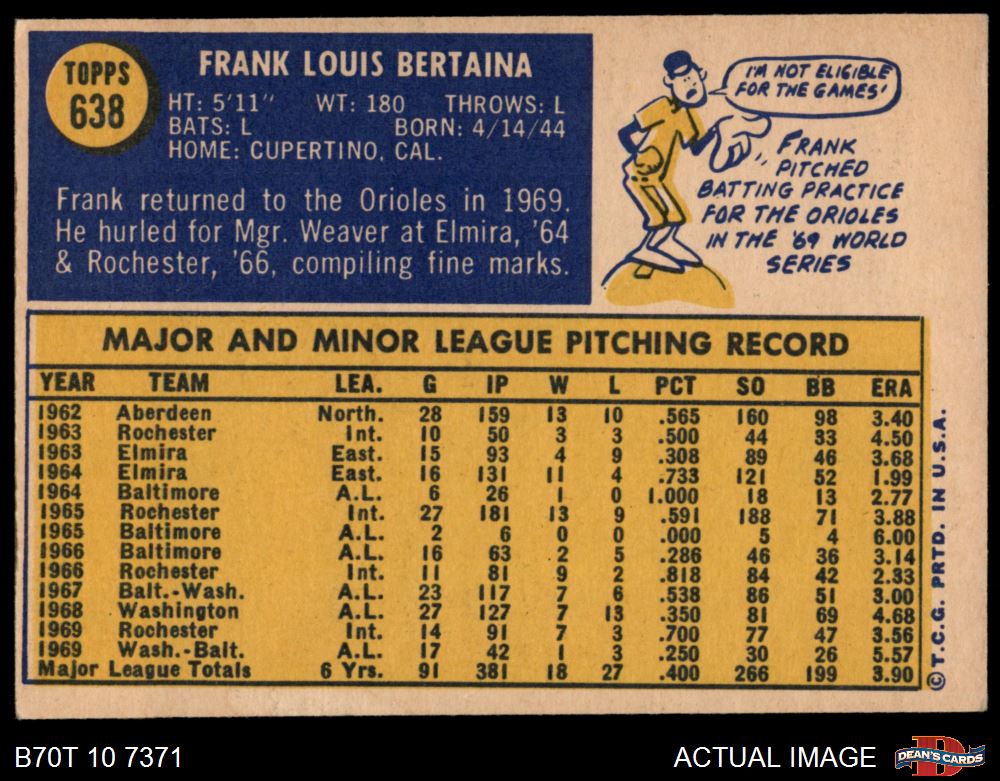 TOPPS
638
FRANK LOUIS BERTAINA
HT: 5'11" WT: 180 THROWS: L
BATS: L BORN: 4/14/44
HOME: CUPERTINO, CAL.
Frank returned to the Orioles in 1969.
He hurled for Mgr. Weaver at Elmira, '64
& Rochester, '66, compiling fine marks.
I'M NOT ELIGIBLE
FOR THE GAMES'
FRANK
PITCHED
BATTING PRACTICE
FOR THE ORIOLES
IN THE '69 WORLD
SERIES
MAJOR AND MINOR LEAGUE PITCHING RECORD
YEAR TEAM LEA. G IP W L PCT SO BB ERA
1962 Aberdeen North. 28 159 13 10 .565 160 98 3.40
1963 Rochester Int. 10 50 3 3 .500 44 33 4.50
1963 Elmira East. 15 93 4 9 .308 89 46 3.68
1964 Elmira East. 16 131 11 4 .733 121 52 1.99
1964 Baltimore A.L. 6 26 1 0 1.000 18 13 2.77
1965 Rochester Int. 27 181 13 9 .591 188 71 3.88
1965 Baltimore A.L. 2 6 0 0 .000 5 4 6.00
1966 Baltimore A.L. 16 63 2 5 .286 46 36 3.14
1966 Rochester Int. 11 81 9 2 .818 84 42 2.33
1967 Balt.-Wash. A.L. 23 117 7 6 .538 86 51 3.00
1968 Washington A.L. 27 127 7 13 .350 81 69 4.68
1969 Rochester Int. 14 91 7 3 .700 77 47 3.56
1969 Wash.-Balt. A.L. 17 42 1 3 .250 30 26 5.57
Major League Totals 6 Yrs. 91 381 18 27 .400 266 199 3.90
© T.C.G. PRTD. IN U.S.A.
B70T 10 7371
ACTUAL IMAGE
DEAN'S CARDS